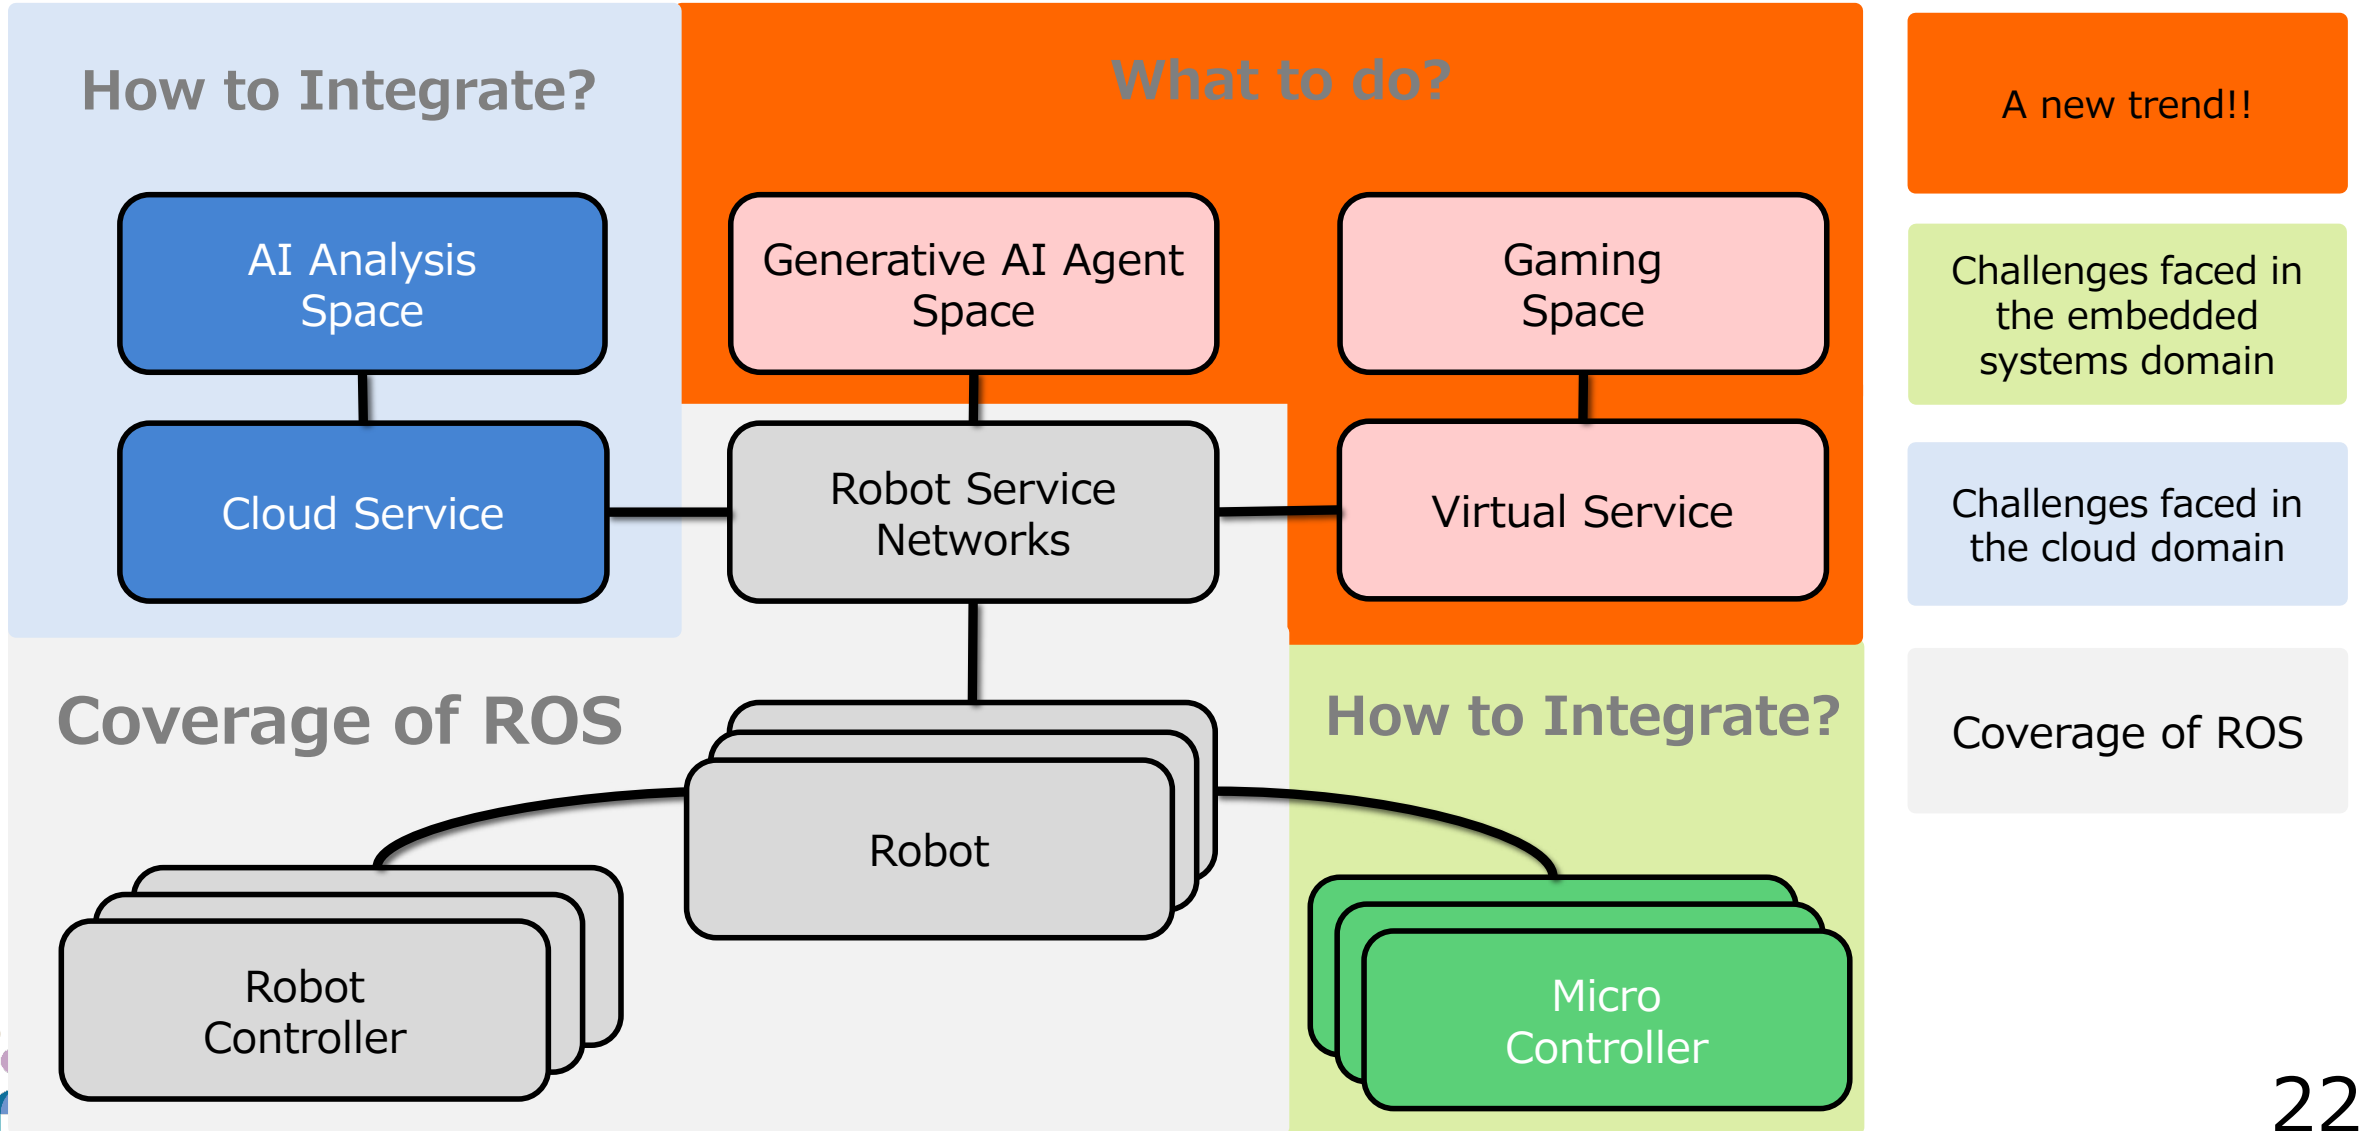 How to Integrate?
What to do?
AI Analysis
Space
Generative AI Agent
Space
Gaming
Space
Cloud Service
Robot Service
Networks
Virtual Service
Coverage of ROS
How to Integrate?
Robot
Robot
Controller
Micro
Controller
A new trend!!
Challenges faced in
the embedded
systems domain
Challenges faced in
the cloud domain
Coverage of ROS
22